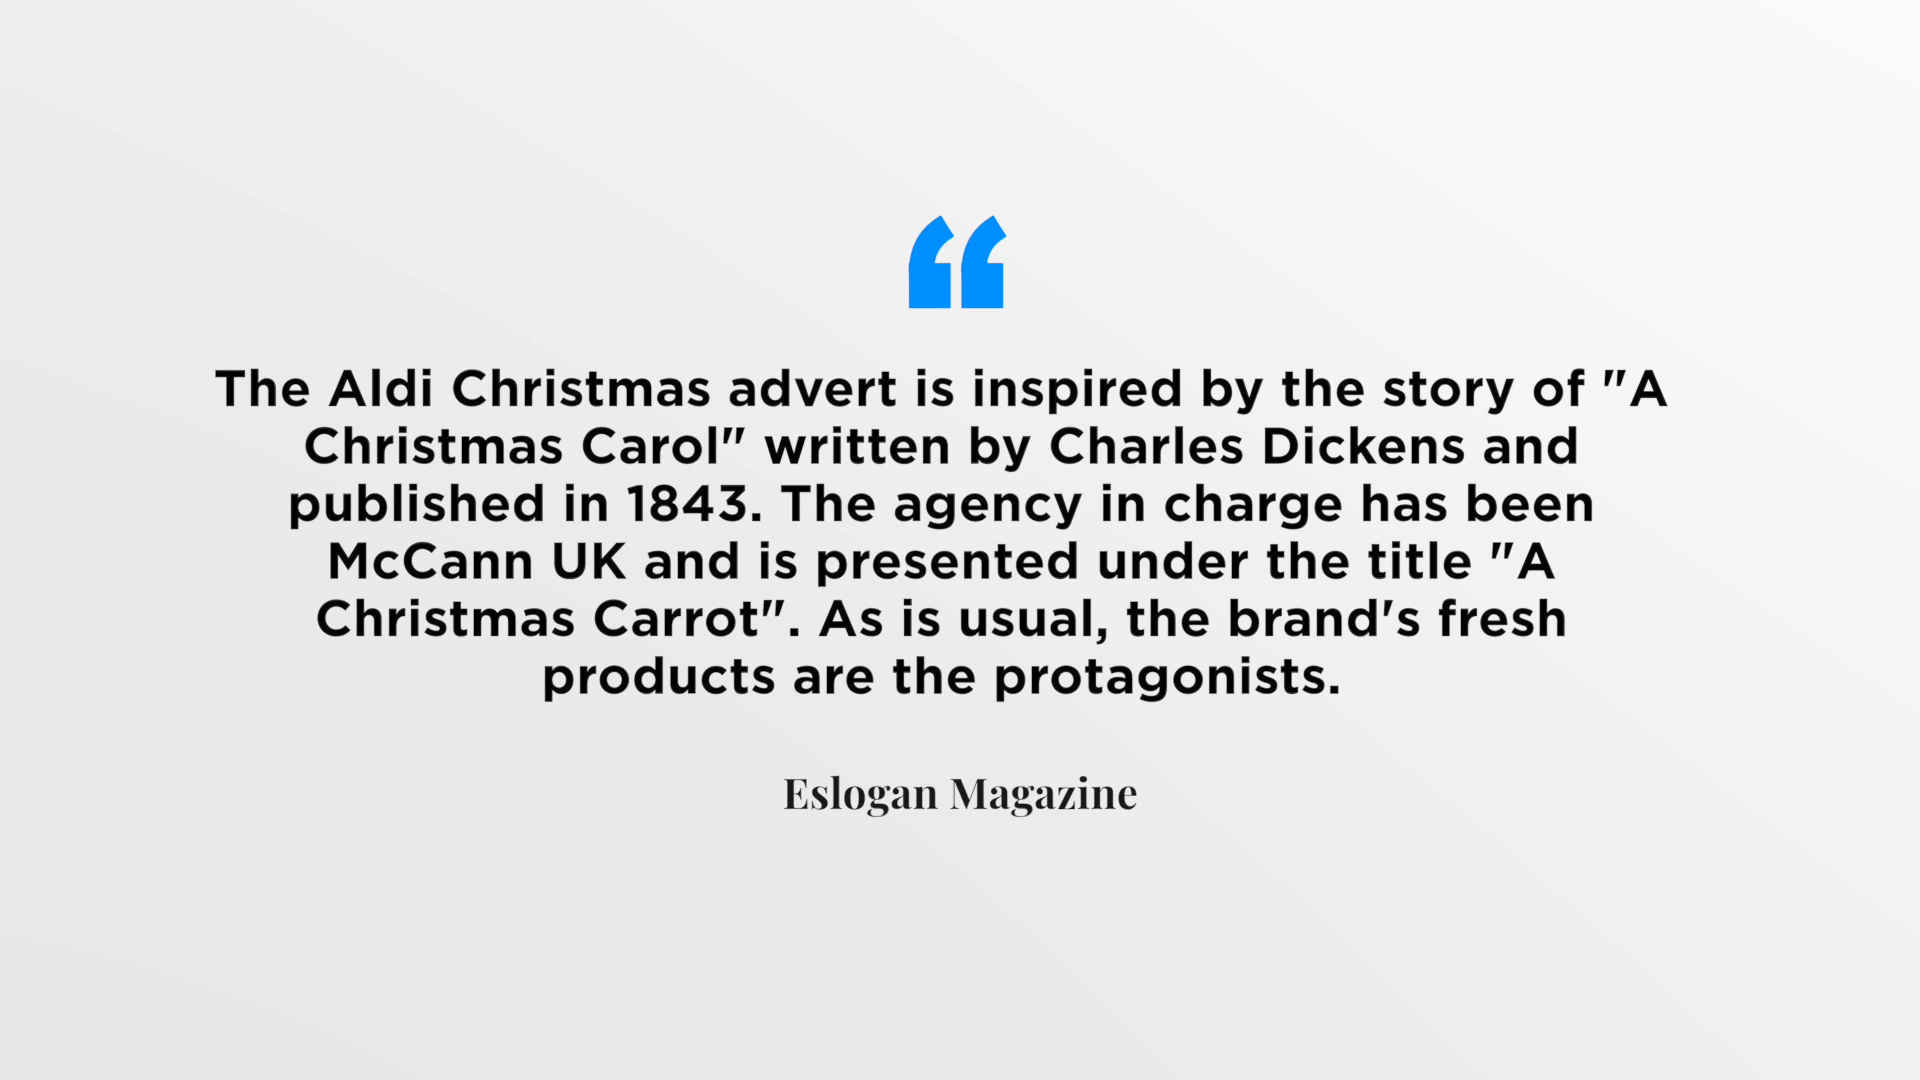 “
The Aldi Christmas advert is inspired by the story of "A
Christmas Carol" written by Charles Dickens and
published in 1843. The agency in charge has been
McCann UK and is presented under the title "A
Christmas Carrot". As is usual, the brand's fresh
products are the protagonists.
Eslogan Magazine